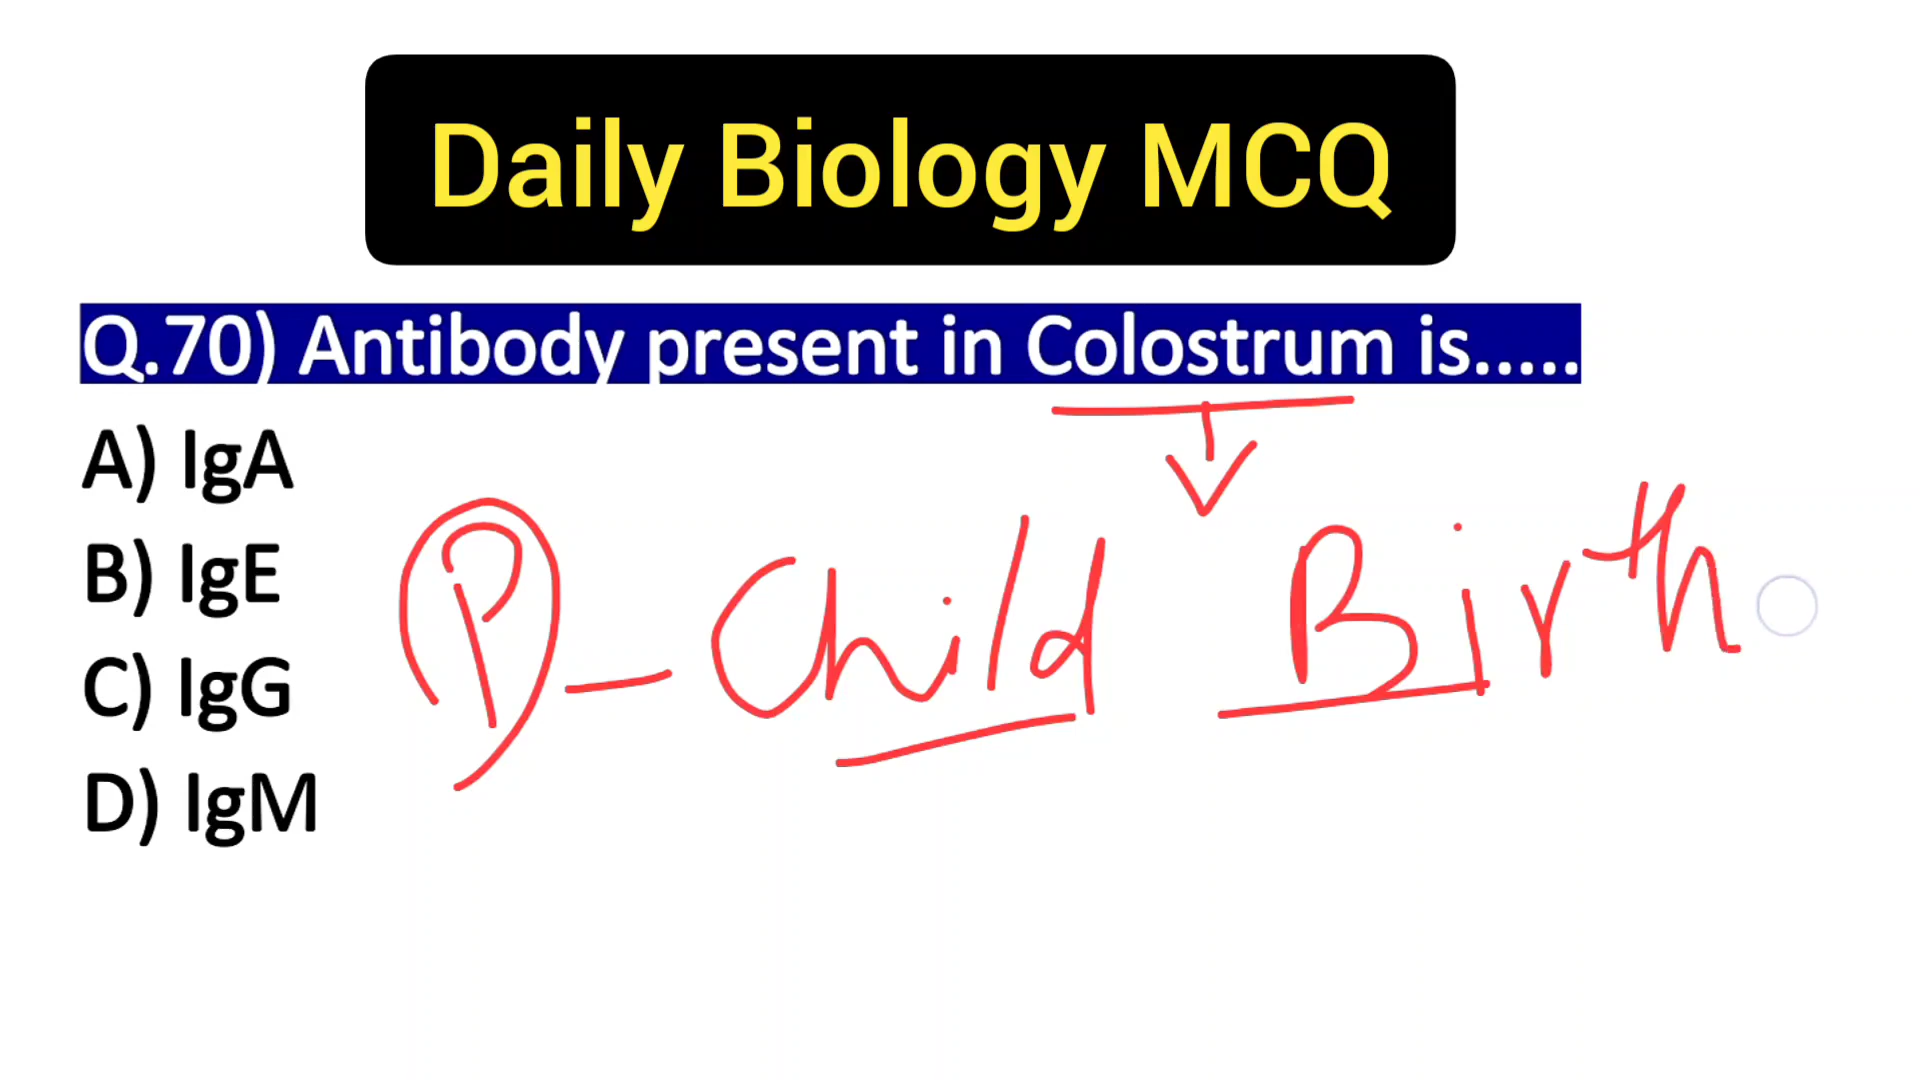 Daily Biology MCQ
Q.70) Antibody present in Colostrum is.....
A) IgA
B) IgE
C) IgG
D) IgM
P - Child Birth